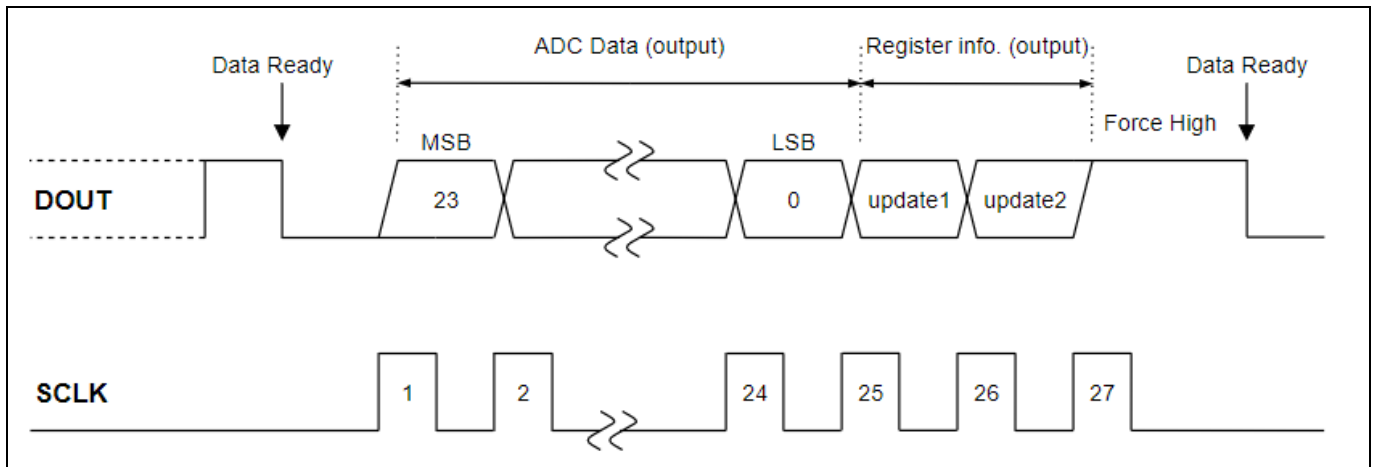 ADC Data (output)
Register info. (output)
Data Ready
Data Ready
Force High
MSB
LSB
DOUT
23
0
update1
update2
SCLK
1
2
24
25
26
27